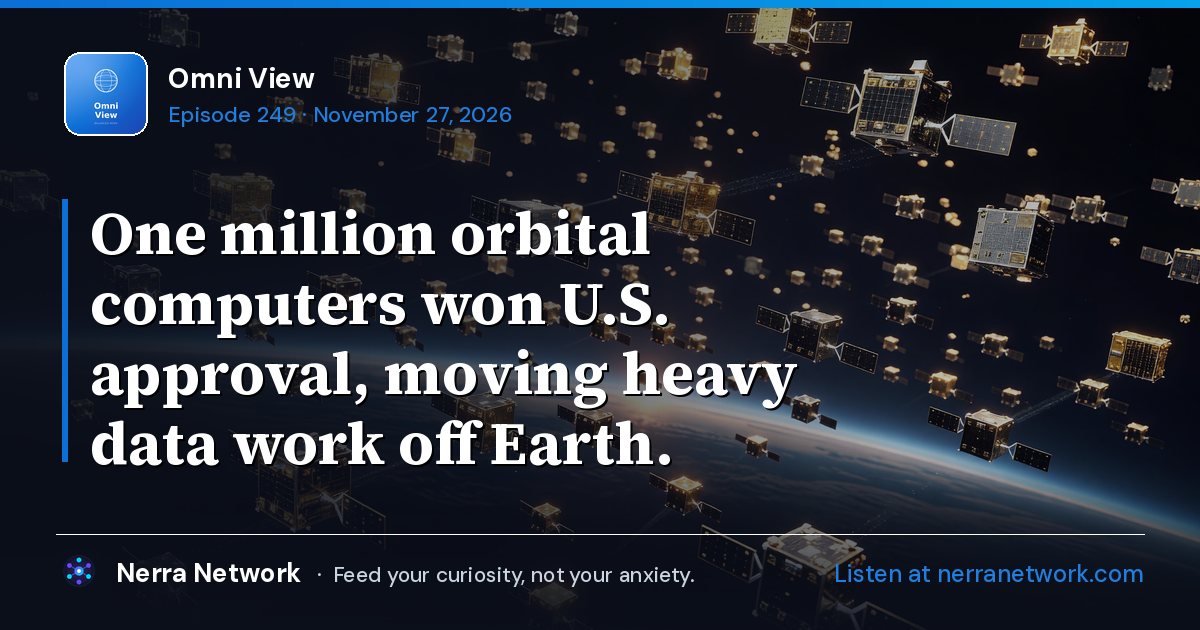 Omni
View
Omni View
Episode 249 · November 27, 2026
One million orbital
computers won U.S.
approval, moving heavy
data work off Earth.
Nerra Network · Feed your curiosity, not your anxiety.
Listen at nerranetwork.com